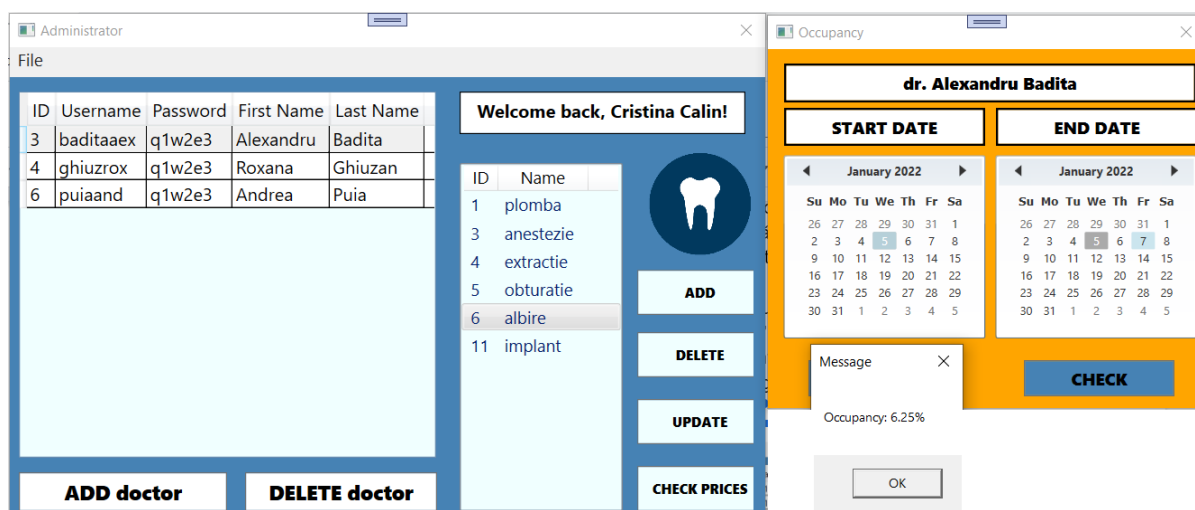 Administrator
File
ID Username Password First Name Last Name
3 baditaaex q1w2e3 Alexandru Badita
4 ghiuzrox q1w2e3 Roxana Ghiuzan
6 puiaand q1w2e3 Andrea Puia
ADD doctor DELETE doctor
Welcome back, Cristina Calin!
ID Name
1 plomba
3 anestezie
4 extractie
5 obturatie
6 albire
11 implant
ADD
DELETE
UPDATE
CHECK PRICES
Occupancy
dr. Alexandru Badita
START DATE
January 2022
Su Mo Tu We Th Fr Sa
26 27 28 29 30 31 1
2 3 4 5 6 7 8
9 10 11 12 13 14 15
16 17 18 19 20 21 22
23 24 25 26 27 28 29
30 31 1 2 3 4 5
END DATE
January 2022
Su Mo Tu We Th Fr Sa
26 27 28 29 30 31 1
2 3 4 5 6 7 8
9 10 11 12 13 14 15
16 17 18 19 20 21 22
23 24 25 26 27 28 29
30 31 1 2 3 4 5
CHECK
Message
Occupancy: 6.25%
OK